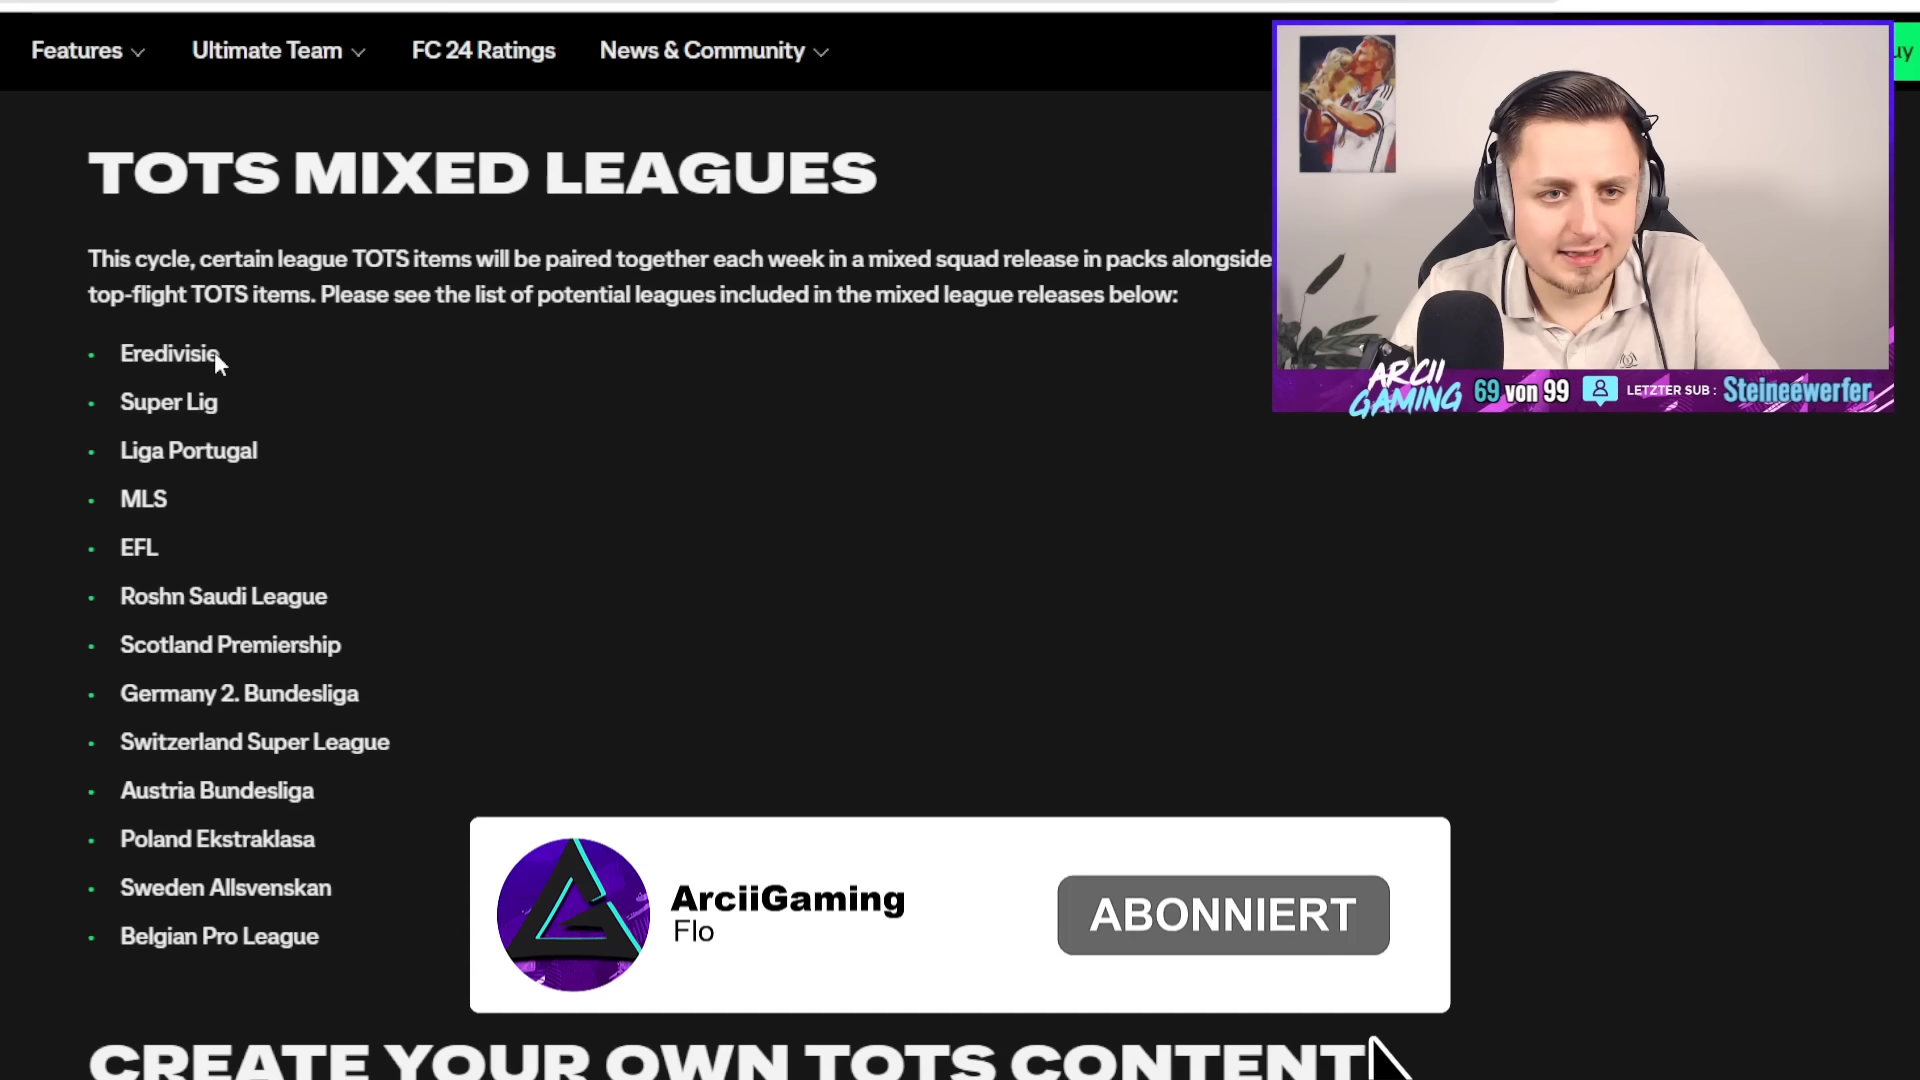 Features
Ultimate Team
FC 24 Ratings
News & Community
uy
TOTS MIXED LEAGUES
This cycle, certain league TOTS items will be paired together each week in a mixed squad release in packs alongside
top-flight TOTS items. Please see the list of potential leagues included in the mixed league releases below:
• Eredivisie
• Super Lig
• Liga Portugal
• MLS
• EFL
• Roshn Saudi League
• Scotland Premiership
• Germany 2. Bundesliga
• Switzerland Super League
• Austria Bundesliga
• Poland Ekstraklasa
• Sweden Allsvenskan
• Belgian Pro League
ARCII
GAMING
69 von 99
LETZTER SUB : Steineewerfer
ArciiGaming
Flo
ABONNIERT
CREATE YOUR OWN TOTS CONTENT